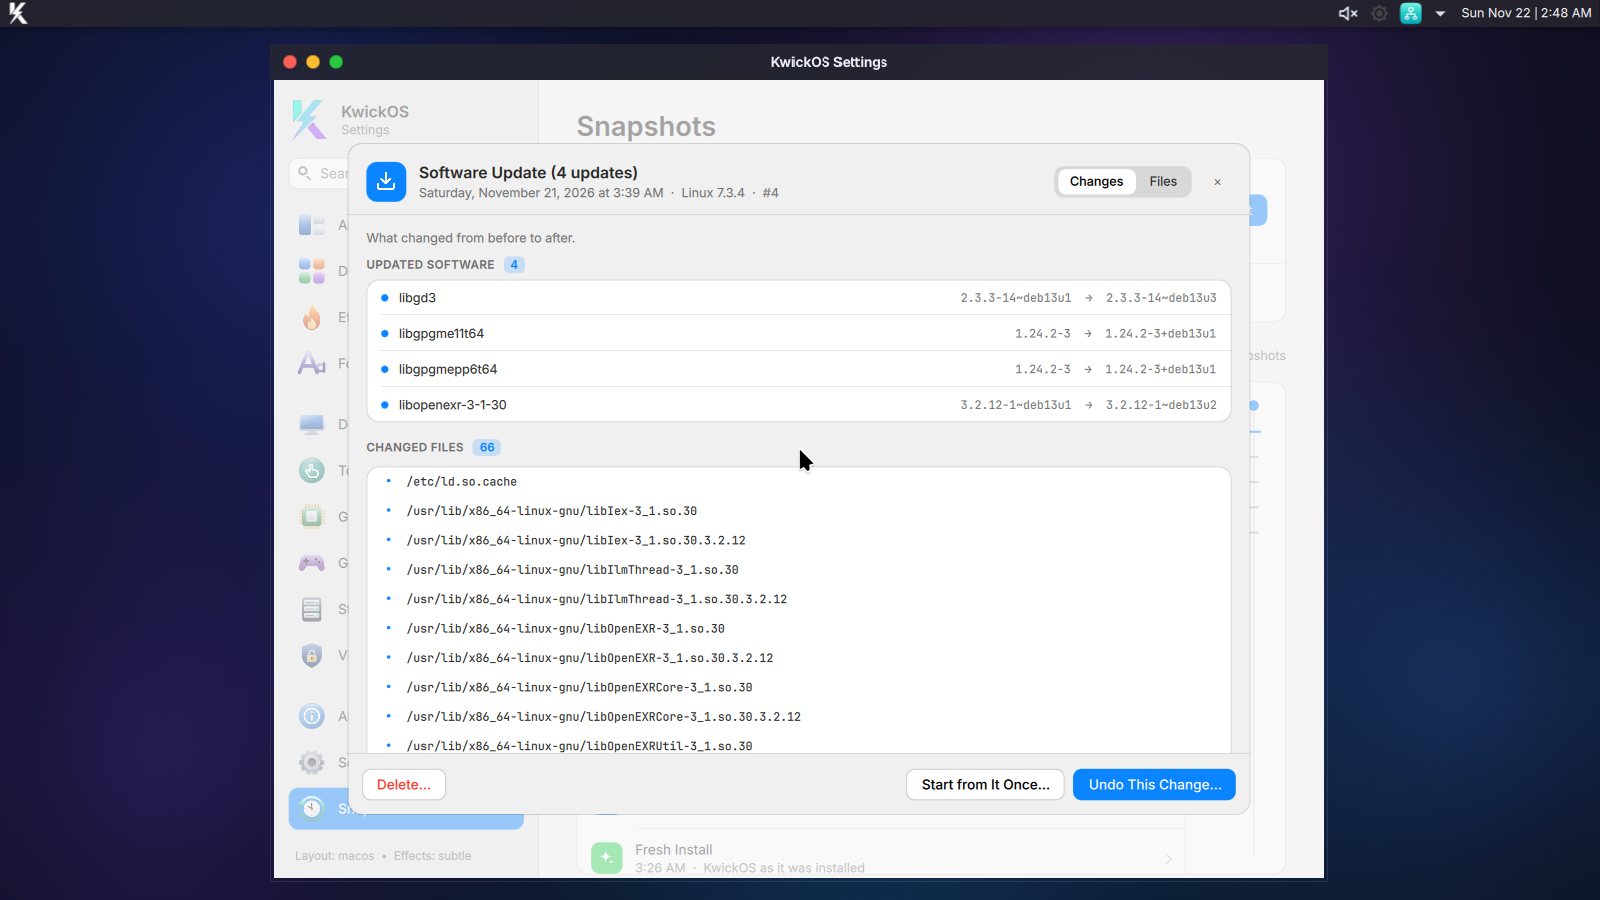 Sun Nov 22 | 2:48 AM
KwickOS Settings
KwickOS
Settings
Snapshots
Software Update (4 updates)
Saturday, November 21, 2026 at 3:39 AM · Linux 7.3.4 · #4
Changes
Files
×
What changed from before to after.
UPDATED SOFTWARE 4
libgd3 2.3.3-14~deb13u1 → 2.3.3-14~deb13u3
libgpgme11t64 1.24.2-3 → 1.24.2-3+deb13u1
libgpgmepp6t64 1.24.2-3 → 1.24.2-3+deb13u1
libopenexr-3-1-30 3.2.12-1~deb13u1 → 3.2.12-1~deb13u2
CHANGED FILES 66
• /etc/ld.so.cache
• /usr/lib/x86_64-linux-gnu/libIex-3_1.so.30
• /usr/lib/x86_64-linux-gnu/libIex-3_1.so.30.3.2.12
• /usr/lib/x86_64-linux-gnu/libIlmThread-3_1.so.30
• /usr/lib/x86_64-linux-gnu/libIlmThread-3_1.so.30.3.2.12
• /usr/lib/x86_64-linux-gnu/libOpenEXR-3_1.so.30
• /usr/lib/x86_64-linux-gnu/libOpenEXR-3_1.so.30.3.2.12
• /usr/lib/x86_64-linux-gnu/libOpenEXRCore-3_1.so.30
• /usr/lib/x86_64-linux-gnu/libOpenEXRCore-3_1.so.30.3.2.12
• /usr/lib/x86_64-linux-gnu/libOpenEXRUtil-3_1.so.30
Delete...
Start from It Once...
Undo This Change...
Layout: macos • Effects: subtle
Fresh Install
3:26 AM · KwickOS as it was installed